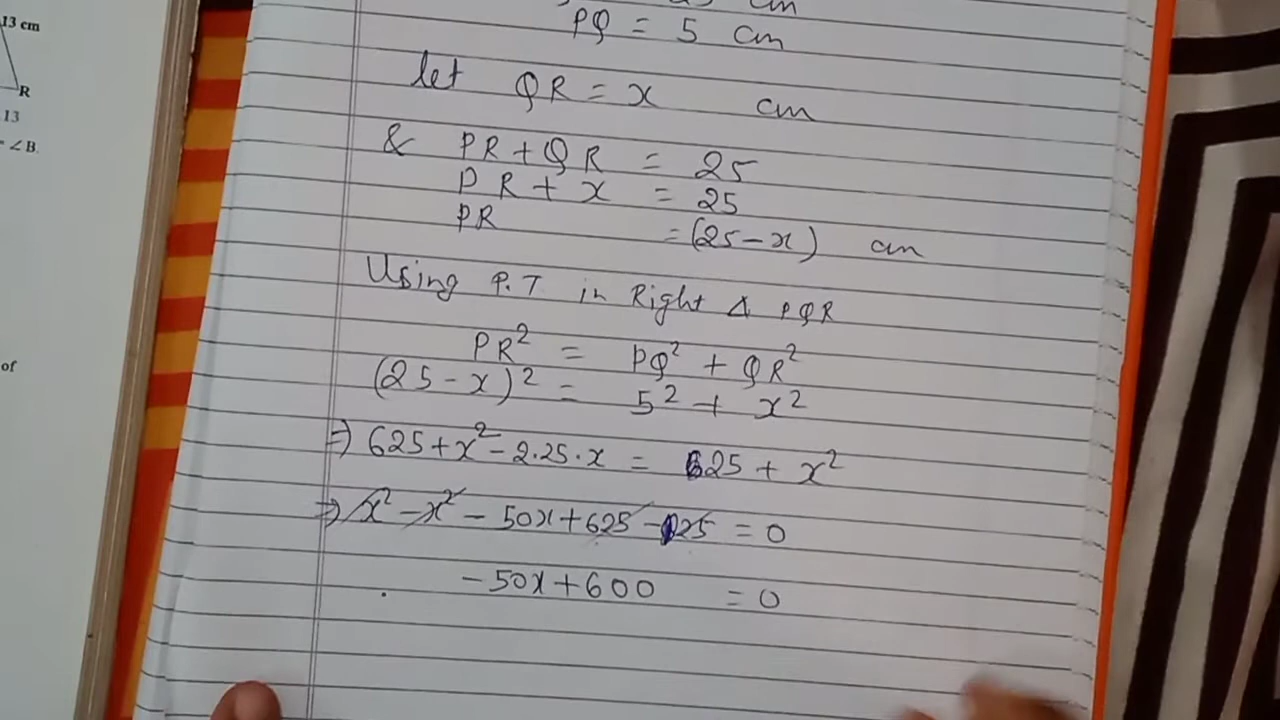 13 cm
R
13
∠B.
of
cm
PQ = 5 cm
let QR = x cm
& PR + QR = 25
PR + x = 25
PR = (25 - x) cm
Using P.T. in Right Δ PQR
PR² = PQ² + QR²
(25 - x)² = 5² + x²
⇒ 625 + x² - 2.25.x = 25 + x²
⇒ x² - x² - 50x + 625 - 25 = 0
- 50x + 600 = 0